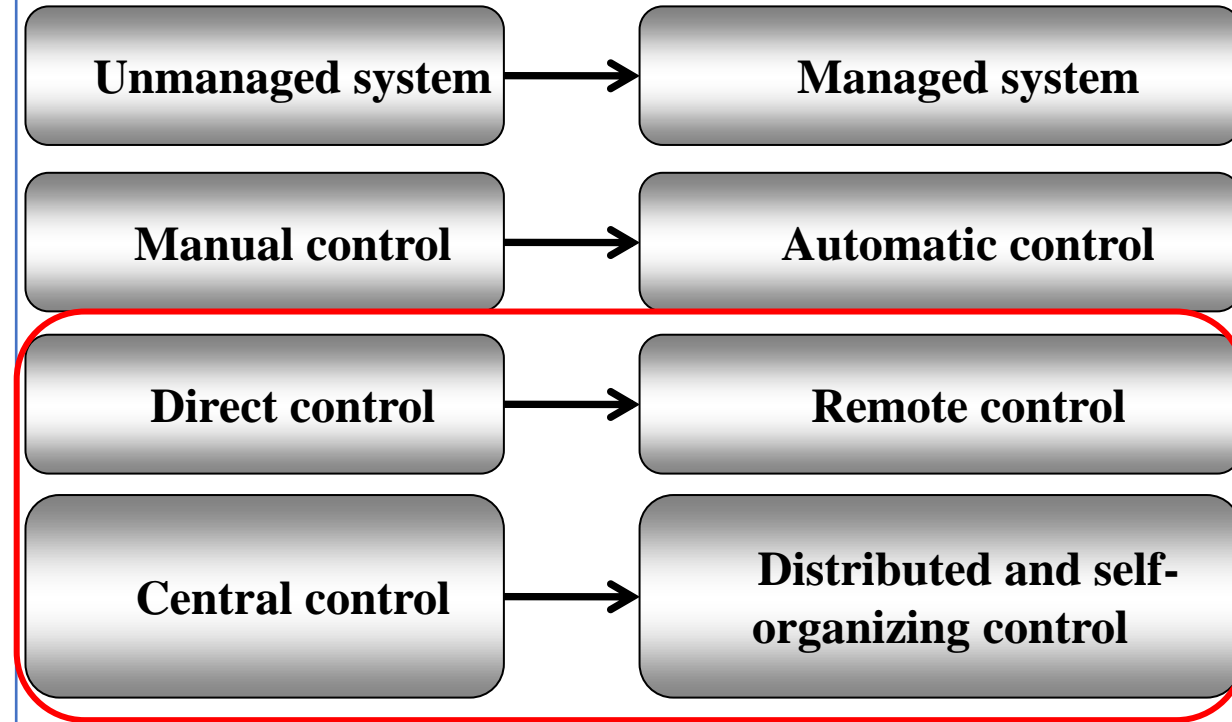 Unmanaged system
Managed system
Manual control
Automatic control
Direct control
Remote control
Central control
Distributed and self-
organizing control